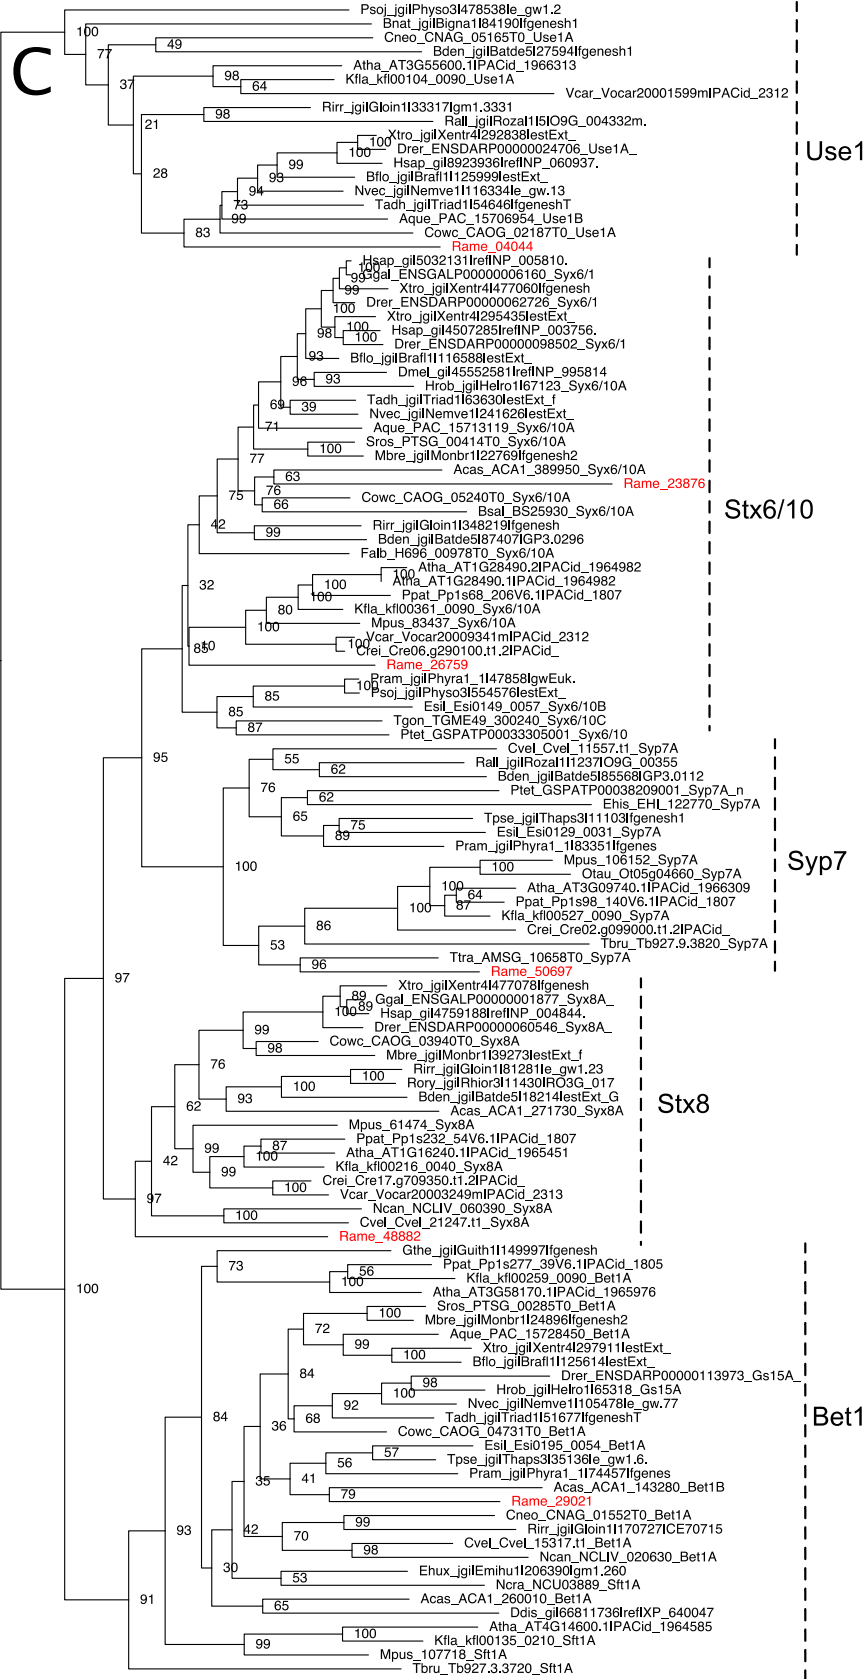 Psoj_jgi|Physo3|478538|e_gw1.2
Bnat_jgi|Bigna1|84190|fgenesh1
100
Cneo_CNAG_05165T0_Use1A
49
C
77
Bden_jgi|Batde5|27594|fgenesh1
Atha_AT3G55600.1|PACid_1966313
98
Kfla_kfl00104_0090_Use1A
37
64
Vcar_Vocar20001599m|PACid_2312
Rirr_jgi|Gloin1|33317|gm1.3331
98
21
Rall_jgi|Rozal1|5|O9G_004332m.
Xtro_jgi|Xentr4|292838|estExt_
100
Drer_ENSDARP00000024706_Use1A_
100
Use1
Hsap_gi|8923936|ref|NP_060937.
99
28
Bflo_jgi|Brafl1|125999|estExt_
93
Nvec_jgi|Nemve1|116334|e_gw.13
94
Tadh_jgi|Triad1|54646|fgeneshT
73
Aque_PAC_15706954_Use1B
99
Cowc_CAOG_02187T0_Use1A
83
Rame_04044
Hsap_gi|5032131|ref|NP_005810.
100
Ggal_ENSGALP00000006160_Syx6/1
99
Xtro_jgi|Xentr4|477060|fgenesh
99
Drer_ENSDARP00000062726_Syx6/1
100
Xtro_jgi|Xentr4|295435|estExt_
100
Hsap_gi|4507285|ref|NP_003756.
98
100
Drer_ENSDARP00000098502_Syx6/1
Bflo_jgi|Brafl1|116588|estExt_
93
Dmel_gi|45552581|ref|NP_995814
96
93
Hrob_jgi|Helro1|67123_Syx6/10A
Tadh_jgi|Triad1|63630|estExt_f
69
39
Nvec_jgi|Nemve1|241626|estExt_
Aque_PAC_15713119_Syx6/10A
71
Sros_PTSG_00414T0_Syx6/10A
100
Mbre_jgi|Monbr1|22769|fgenesh2
77
Acas_ACA1_389950_Syx6/10A
63
Rame_23876
76
75
Cowc_CAOG_05240T0_Syx6/10A
66
Bsal_BS25930_Syx6/10A
Stx6/10
Rirr_jgi|Gloin1|348219|fgenesh
42
99
Bden_jgi|Batde5|87407|GP3.0296
Falb_H696_00978T0_Syx6/10A
Atha_AT1G28490.2|PACid_1964982
100
Atha_AT1G28490.1|PACid_1964982
32
100
Ppat_Pp1s68_206V6.1|PACid_1807
100
Kfla_kfl00361_0090_Syx6/10A
80
Mpus_83437_Syx6/10A
100
Vcar_Vocar20009341m|PACid_2312
100
Crei_Cre06.g290100.t1.2|PACid_
40
85
Rame_26759
Pram_jgi|Phyra1_1|47858|gwEuk.
100
Psoj_jgi|Physo3|554576|estExt_
85
Esil_Esi0149_0057_Syx6/10B
85
Tgon_TGME49_300240_Syx6/10C
87
Ptet_GSPATP00033305001_Syx6/10
95
Cvel_Cvel_11557.t1_Syp7A
55
Rall_jgi|Rozal1|1237|O9G_00355
62
Bden_jgi|Batde5|85568|GP3.0112
76
Ptet_GSPATP00038209001_Syp7A_n
62
Ehis_EHI_122770_Syp7A
65
Tpse_jgi|Thaps3|11103|fgenesh1
75
Esil_Esi0129_0031_Syp7A
89
Pram_jgi|Phyra1_1|83351|fgenes
Mpus_106152_Syp7A
100
100
Otau_Ot05g04660_Syp7A
Syp7
Atha_AT3G09740.1|PACid_1966309
100
64
Ppat_Pp1s98_140V6.1|PACid_1807
87
100
Kfla_kfl00527_0090_Syp7A
86
Crei_Cre02.g099000.t1.2|PACid_
Tbru_Tb927.9.3820_Syp7A
53
Ttra_AMSG_10658T0_Syp7A
96
Rame_50697
97
Xtro_jgi|Xentr4|477078|fgenesh
89
Ggal_ENSGALP00000001877_Syx8A_
89
100
Hsap_gi|4759188|ref|NP_004844.
Drer_ENSDARP00000060546_Syx8A_
99
Cowc_CAOG_03940T0_Syx8A
98
Mbre_jgi|Monbr1|39273|estExt_f
76
Rirr_jgi|Gloin1|81281|e_gw1.23
100
Rory_jgi|Rhior3|11430|RO3G_017
100
Bden_jgi|Batde5|18214|estExt_G
93
Stx8
Acas_ACA1_271730_Syx8A
62
Mpus_61474_Syx8A
Ppat_Pp1s232_54V6.1|PACid_1807
87
99
Atha_AT1G16240.1|PACid_1965451
100
42
Kfla_kfl00216_0040_Syx8A
99
Crei_Cre17.g709350.t1.2|PACid_
100
Vcar_Vocar20003249m|PACid_2313
97
Ncan_NCLIV_060390_Syx8A
100
Cvel_Cvel_21247.t1_Syx8A
Rame_48882
Gthe_jgi|Guith1|149997|fgenesh
73
Ppat_Pp1s277_39V6.1|PACid_1805
56
Kfla_kfl00259_0090_Bet1A
100
100
Atha_AT3G58170.1|PACid_1965976
Sros_PTSG_00285T0_Bet1A
100
Mbre_jgi|Monbr1|24896|fgenesh2
72
Aque_PAC_15728450_Bet1A
99
Xtro_jgi|Xentr4|297911|estExt_
100
Bflo_jgi|Brafl1|125614|estExt_
84
Drer_ENSDARP00000113973_Gs15A_
98
Hrob_jgi|Helro1|65318_Gs15A
100
Nvec_jgi|Nemve1|105478|e_gw.77
92
Tadh_jgi|Triad1|51677|fgeneshT
84
68
Bet1
36
Cowc_CAOG_04731T0_Bet1A
Esil_Esi0195_0054_Bet1A
57
Tpse_jgi|Thaps3|35136|e_gw1.6.
56
Pram_jgi|Phyra1_1|74457|fgenes
41
35
Acas_ACA1_143280_Bet1B
79
Rame_29021
Cneo_CNAG_01552T0_Bet1A
99
93
42
Rirr_jgi|Gloin1|170727|CE70715
70
Cvel_Cvel_15317.t1_Bet1A
98
Ncan_NCLIV_020630_Bet1A
30
Ehux_jgi|Emihu1|206390|gm1.260
53
Ncra_NCU03889_Sft1A
91
Acas_ACA1_260010_Bet1A
65
Ddis_gi|66811736|ref|XP_640047
Atha_AT4G14600.1|PACid_1964585
100
Kfla_kfl00135_0210_Sft1A
99
Mpus_107718_Sft1A
Tbru_Tb927.3.3720_Sft1A